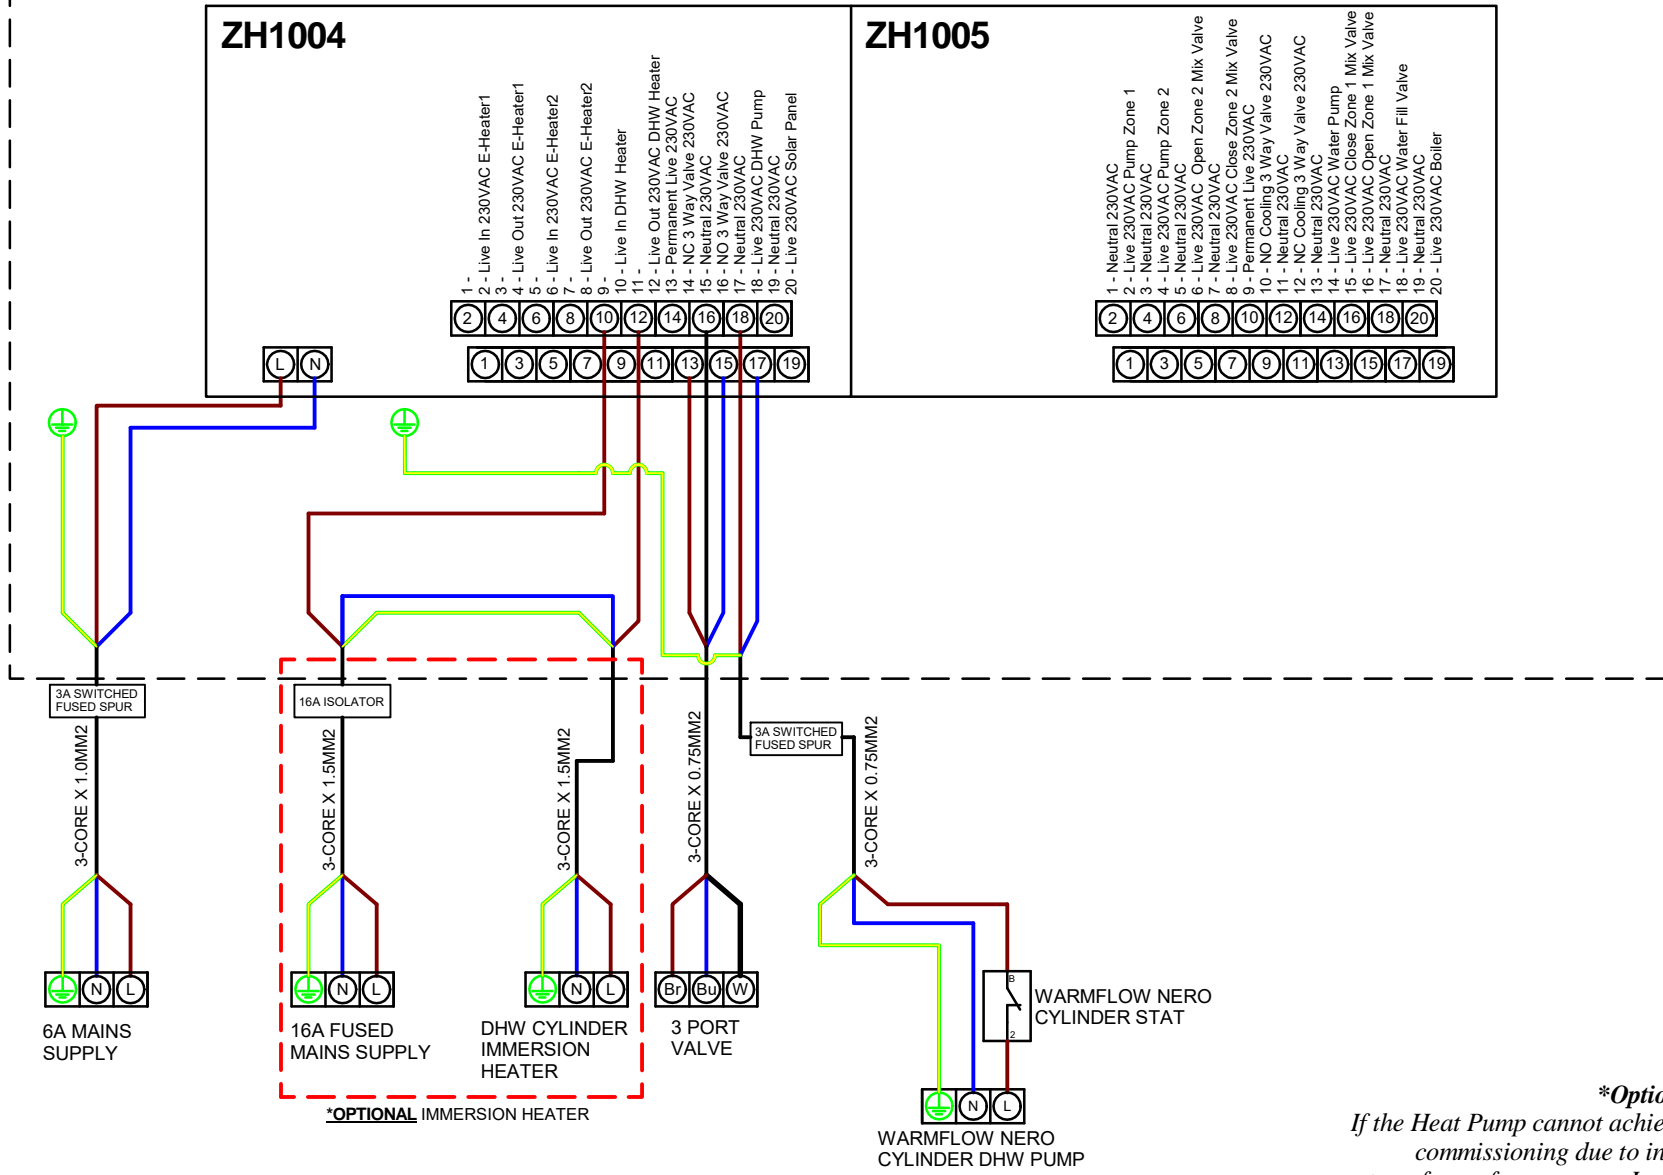 ZH1004
ZH1005
1 -
2 - Live In 230VAC E-Heater1
3 -
4 - Live Out 230VAC E-Heater1
5 -
6 - Live In 230VAC E-Heater2
7 -
8 - Live Out 230VAC E-Heater2
9 -
10 - Live In DHW Heater
11 -
12 - Live Out 230VAC DHW Heater
13 - Permanent Live 230VAC
14 - NC 3 Way Valve 230VAC
15 - Neutral 230VAC
16 - NO 3 Way Valve 230VAC
17 - Neutral 230VAC
18 - Live 230VAC DHW Pump
19 - Neutral 230VAC
20 - Live 230VAC Solar Panel
1 - Neutral 230VAC
2 - Live 230VAC Pump Zone 1
3 - Neutral 230VAC
4 - Live 230VAC Pump Zone 2
5 - Neutral 230VAC
6 - Live 230VAC Open Zone 2 Mix Valve
7 - Neutral 230VAC
8 - Live 230VAC Close Zone 2 Mix Valve
9 - Permanent Live 230VAC
10 - NO Cooling 3 Way Valve 230VAC
11 - Neutral 230VAC
12 - NC Cooling 3 Way Valve 230VAC
13 - Neutral 230VAC
14 - Live 230VAC Water Pump
15 - Live 230VAC Close Zone 1 Mix Valve
16 - Live 230VAC Open Zone 1 Mix Valve
17 - Neutral 230VAC
18 - Live 230VAC Water Fill Valve
19 - Neutral 230VAC
20 - Live 230VAC Boiler
2 4 6 8 10 12 14 16 18 20
2 4 6 8 10 12 14 16 18 20
L N
1 3 5 7 9 11 13 15 17 19
1 3 5 7 9 11 13 15 17 19
3A SWITCHED
FUSED SPUR
16A ISOLATOR
3A SWITCHED
FUSED SPUR
3-CORE X 1.0MM2
3-CORE X 1.5MM2
3-CORE X 1.5MM2
3-CORE X 0.75MM2
3-CORE X 0.75MM2
N L
N L
N L
Br Bu W
B
2
WARMFLOW NERO
CYLINDER STAT
6A MAINS
SUPPLY
16A FUSED
MAINS SUPPLY
DHW CYLINDER
IMMERSION
HEATER
3 PORT
VALVE
*OPTIONAL IMMERSION HEATER
N L
WARMFLOW NERO
CYLINDER DHW PUMP
*Optio
If the Heat Pump cannot achie
commissioning due to in